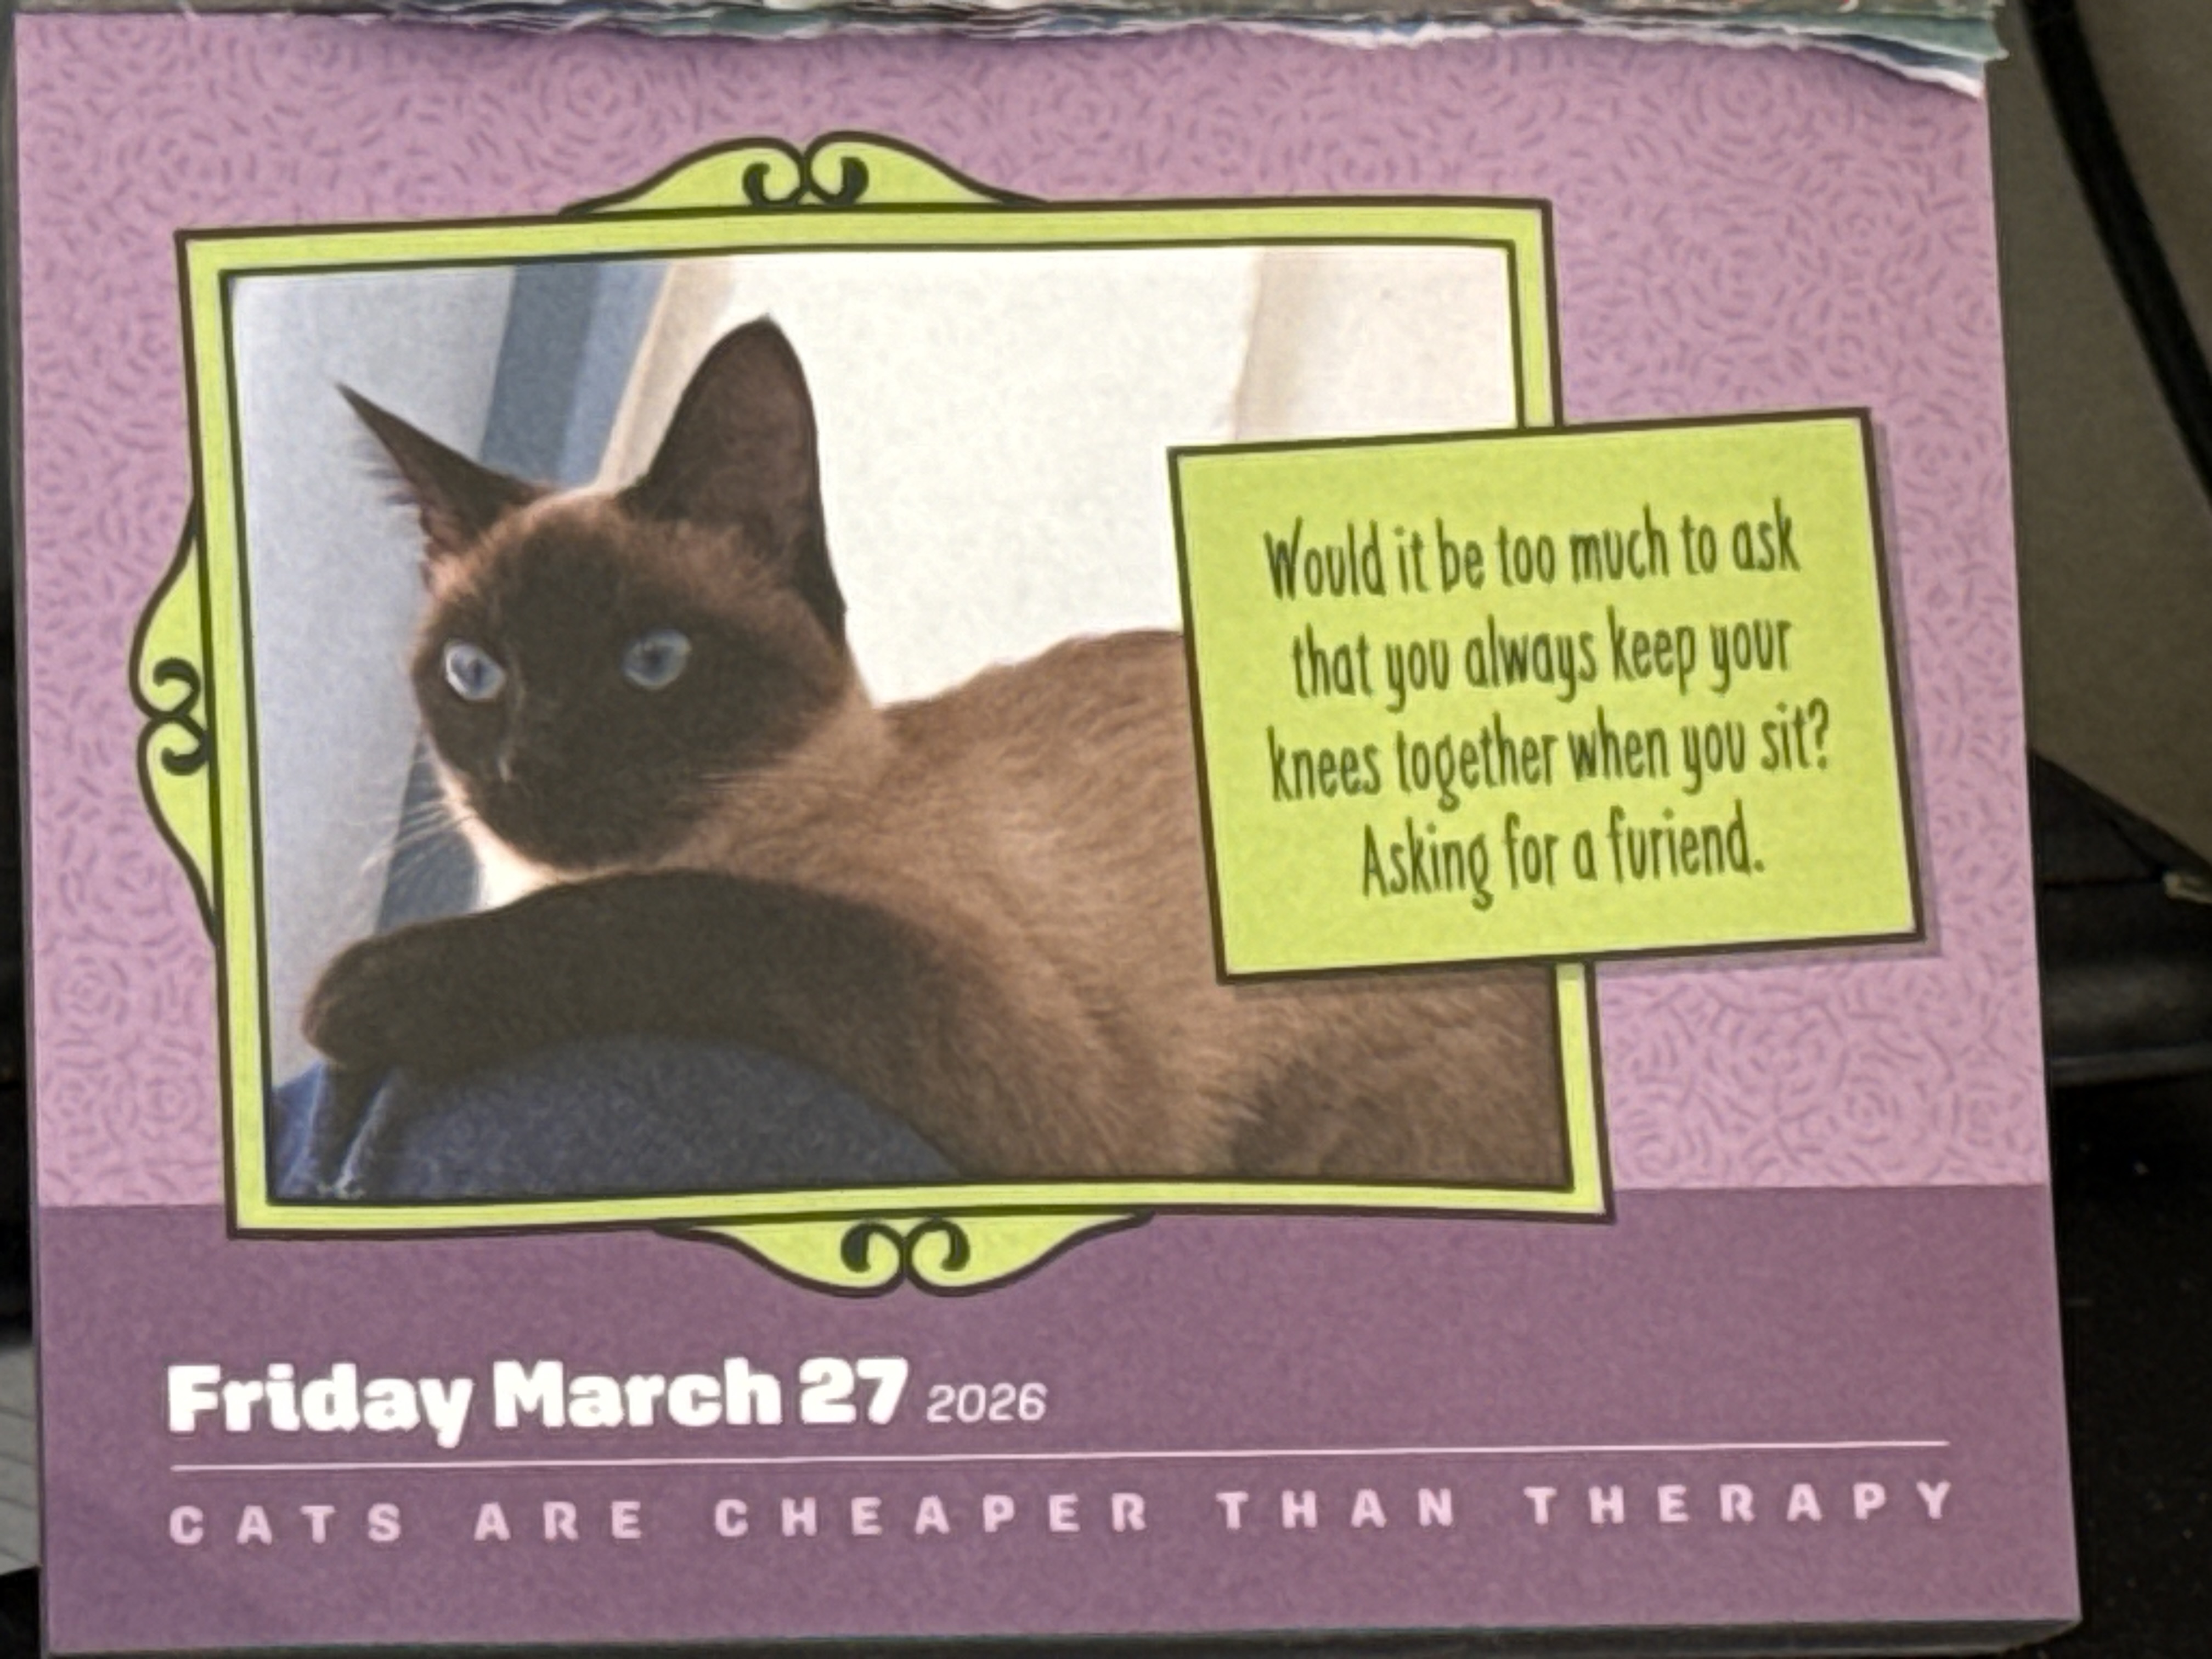 Would it be too much to ask
that you always keep your
knees together when you sit?
Asking for a furiend.
Friday March 27 2026
CATS ARE CHEAPER THAN THERAPY